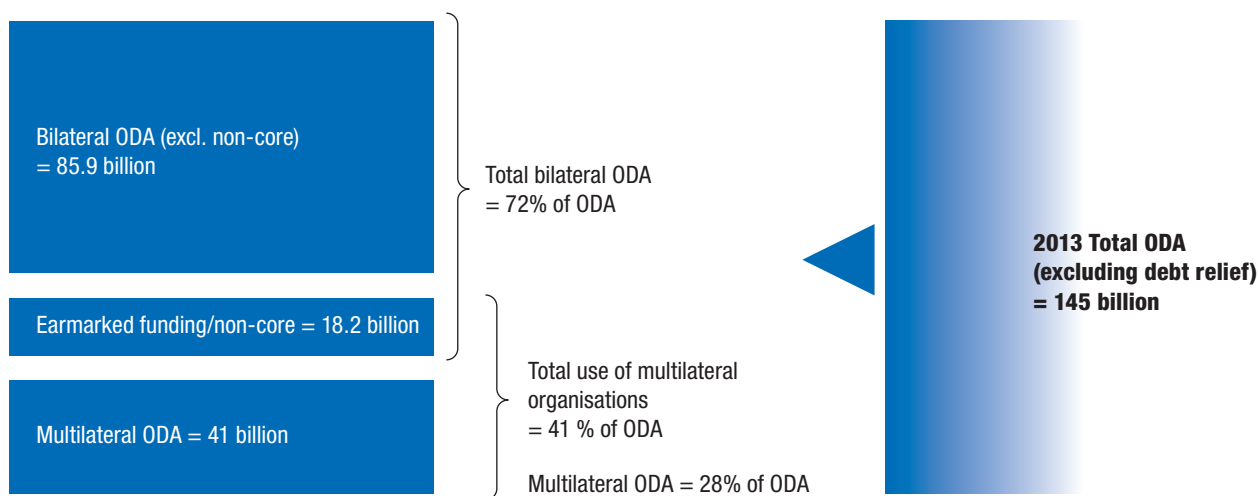 Bilateral ODA (excl. non-core)
= 85.9 billion
Total bilateral ODA
= 72% of ODA
Earmarked funding/non-core = 18.2 billion
Multilateral ODA = 41 billion
Total use of multilateral
organisations
= 41 % of ODA
Multilateral ODA = 28% of ODA
2013 Total ODA
(excluding debt relief)
= 145 billion